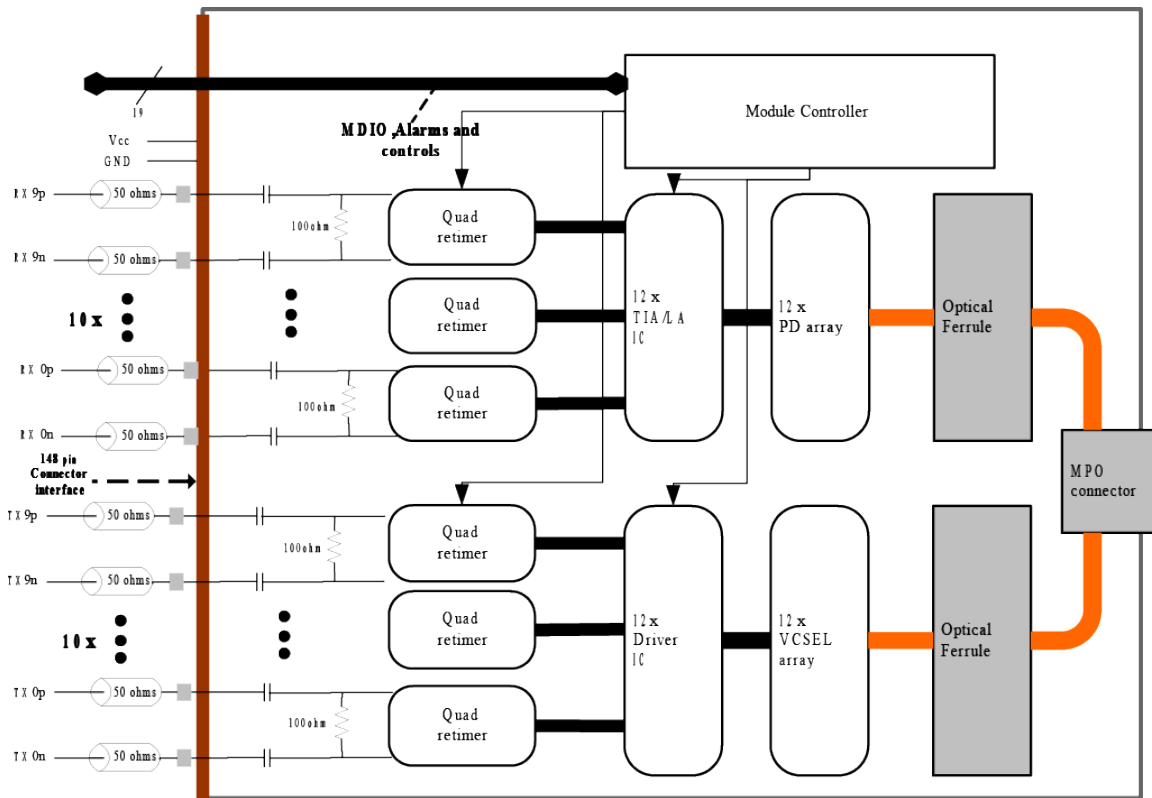 19
MDIO ,Alarms and
controls
Module Controller
Vcc
GND
RX 9p
50 ohms
100ohm
RX 9n
50 ohms
10 x
RX 0p
50 ohms
100ohm
RX 0n
50 ohms
Quad
retimer
Quad
retimer
Quad
retimer
12 x
TIA/LA
IC
12 x
PD array
Optical
Ferrule
148 pin
Connector
interface
MPO
connector
TX 9p
50 ohms
100ohm
TX 9n
50 ohms
10 x
TX 0p
50 ohms
100ohm
TX 0n
50 ohms
Quad
retimer
Quad
retimer
Quad
retimer
12 x
Driver
IC
12 x
VCSEL
array
Optical
Ferrule